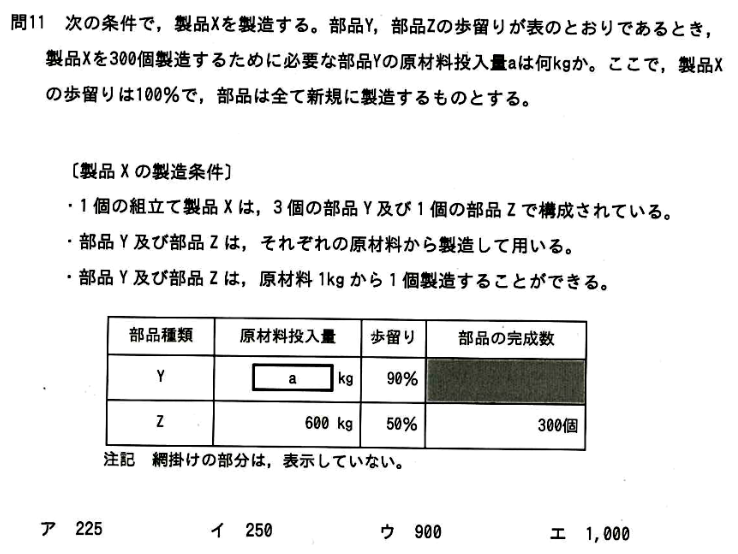 問11 次の条件で，製品Xを製造する。部品Y，部品Zの歩留りが表のとおりであるとき，
製品Xを300個製造するために必要な部品Yの原材料投入量aは何kgか。ここで，製品X
の歩留りは100％で，部品は全て新規に製造するものとする。
〔製品Xの製造条件〕
・1個の組立て製品Xは，3個の部品Y及び1個の部品Zで構成されている。
・部品Y及び部品Zは，それぞれの原材料から製造して用いる。
・部品Y及び部品Zは，原材料1kgから1個製造することができる。
部品種類 原材料投入量 歩留り 部品の完成数
Y a kg 90%
Z 600 kg 50% 300個
注記 網掛けの部分は，表示していない。
ア 225 イ 250 ウ 900 エ 1,000